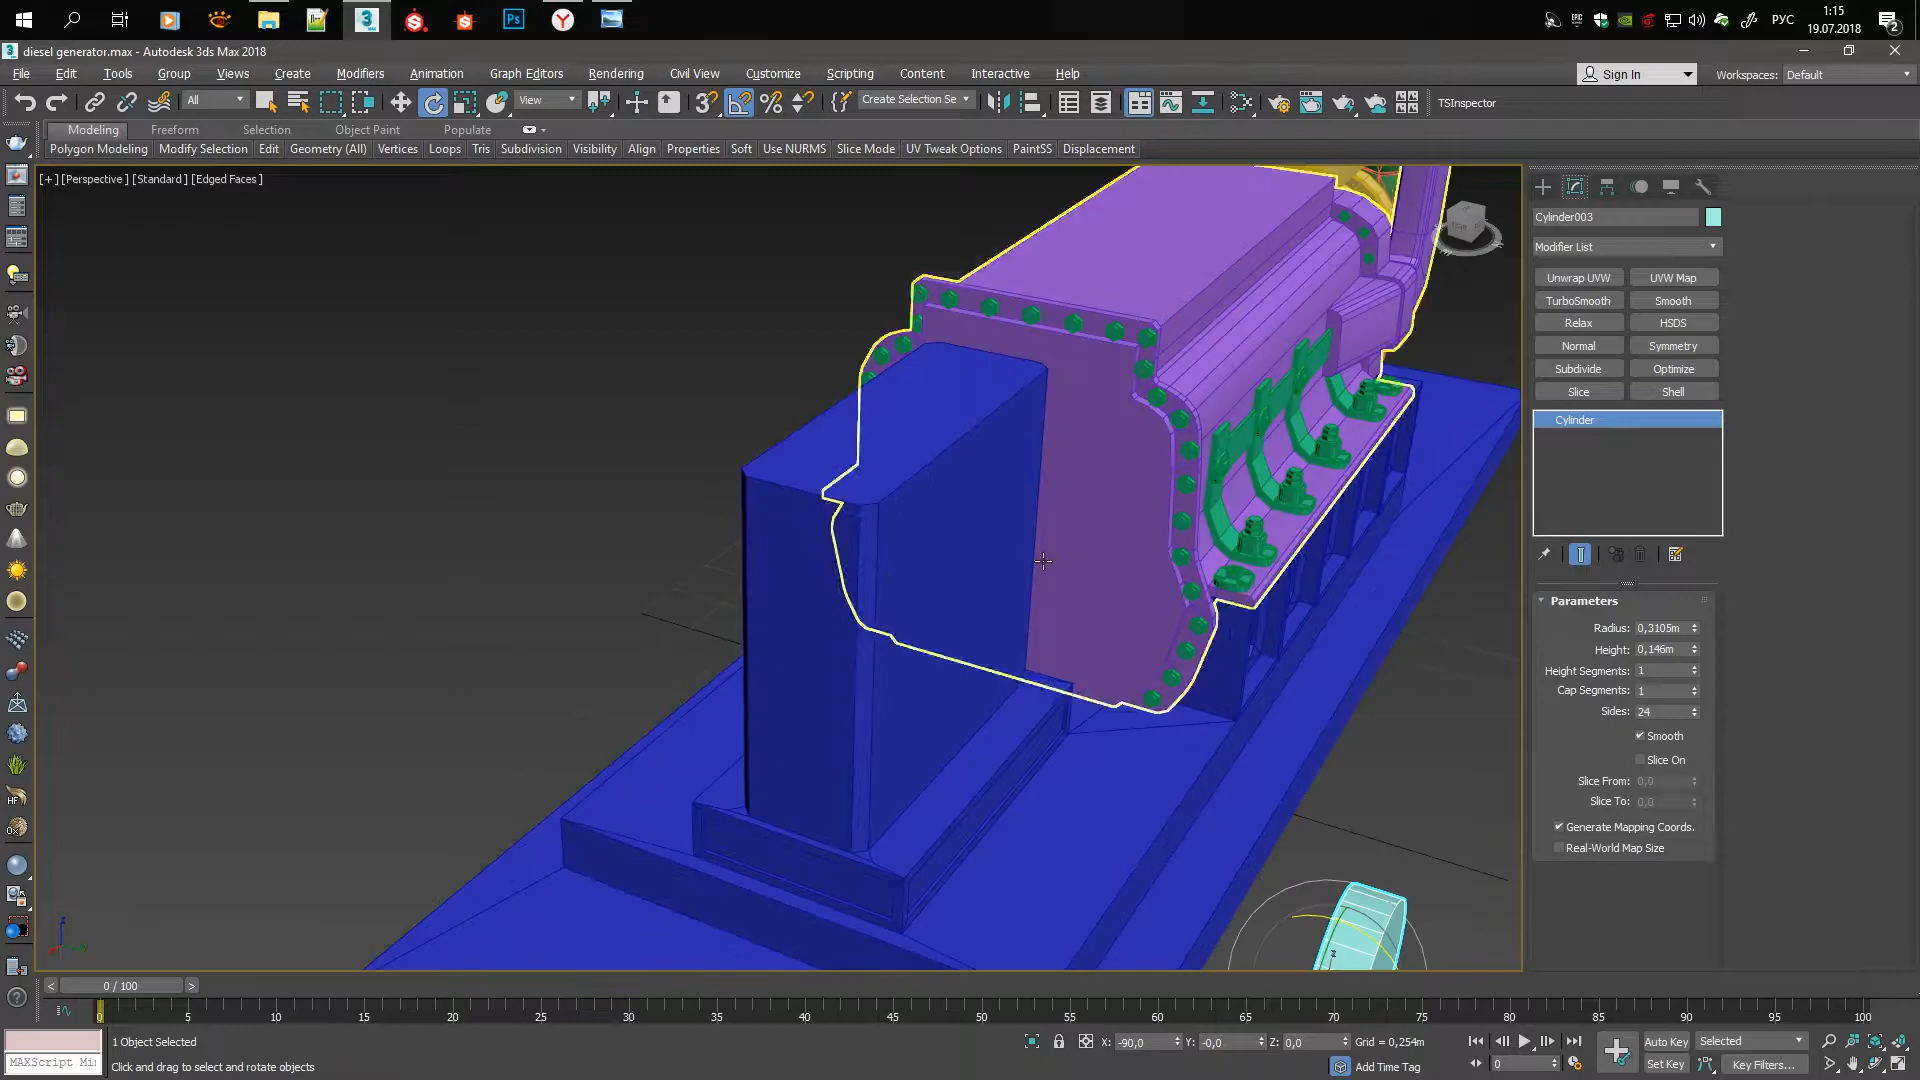 Ps
Y
РУС
1:15
19.07.2018
2
diesel generator.max - Autodesk 3ds Max 2018
File Edit Tools Group Views Create Modifiers Animation Graph Editors Rendering Civil View Customize Scripting Content Interactive Help
Sign In
Workspaces: Default
All
View
Create Selection Se
TSInspector
Modeling Freeform Selection Object Paint Populate
Polygon Modeling Modify Selection Edit Geometry (All) Vertices Loops Tris Subdivision Visibility Align Properties Soft Use NURMS Slice Mode UV Tweak Options PaintSS Displacement
[+] [Perspective ] [Standard ] [Edged Faces ]
Cylinder003
Modifier List
Unwrap UVW UVW Map
TurboSmooth Smooth
Relax HSDS
Normal Symmetry
Subdivide Optimize
Slice Shell
Cylinder
Parameters
Radius: 0,3105m
Height: 0,146m
Height Segments: 1
Cap Segments: 1
Sides: 24
Smooth
Slice On
Slice From: 0,0
Slice To: 0,0
Generate Mapping Coords.
Real-World Map Size
< 0 / 100 >
0 5 10 15 20 25 30 35 40 45 50 55 60 65 70 75 80 85 90 95 100
1 Object Selected
X: -90,0 Y: -0,0 Z: 0,0 Grid = 0,254m
Auto Key Selected
MAXScript Mi
Click and drag to select and rotate objects
Add Time Tag
0
Set Key Key Filters...